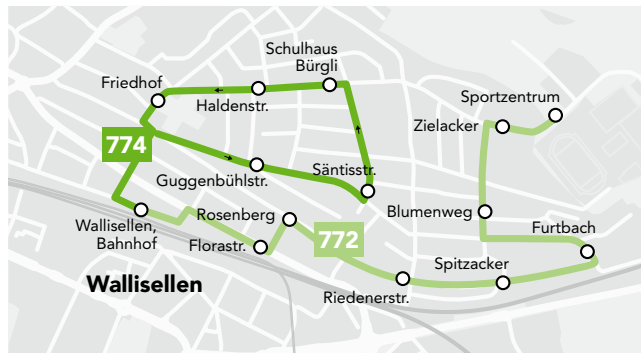 Schulhaus
Bürgli
Friedhof
Haldenstr.
Sportzentrum
Zielacker
774
Guggenbühlstr.
Säntisstr.
Wallisellen,
Bahnhof
Rosenberg
Florastr.
772
Blumenweg
Furtbach
Spitzacker
Riedenerstr.
Wallisellen